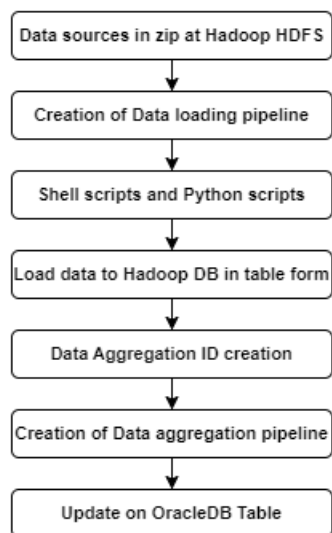 Data sources in zip at Hadoop HDFS
Creation of Data loading pipeline
Shell scripts and Python scripts
Load data to Hadoop DB in table form
Data Aggregation ID creation
Creation of Data aggregation pipeline
Update on OracleDB Table